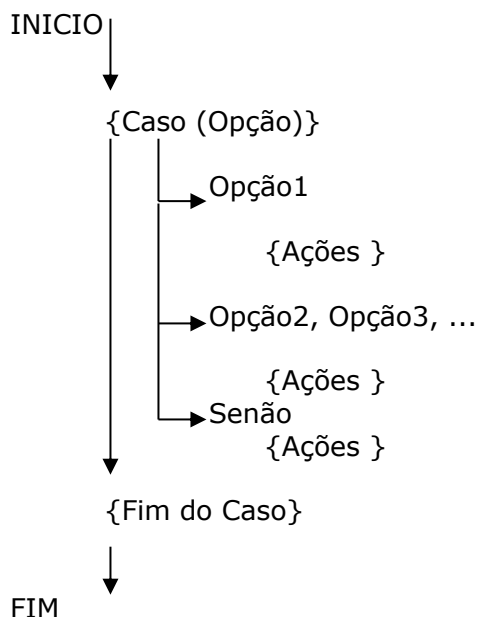 INICIO
{Caso (Opção)}
Opção1
{Ações }
Opção2, Opção3, ...
{Ações }
Senão
{Ações }
{Fim do Caso}
FIM